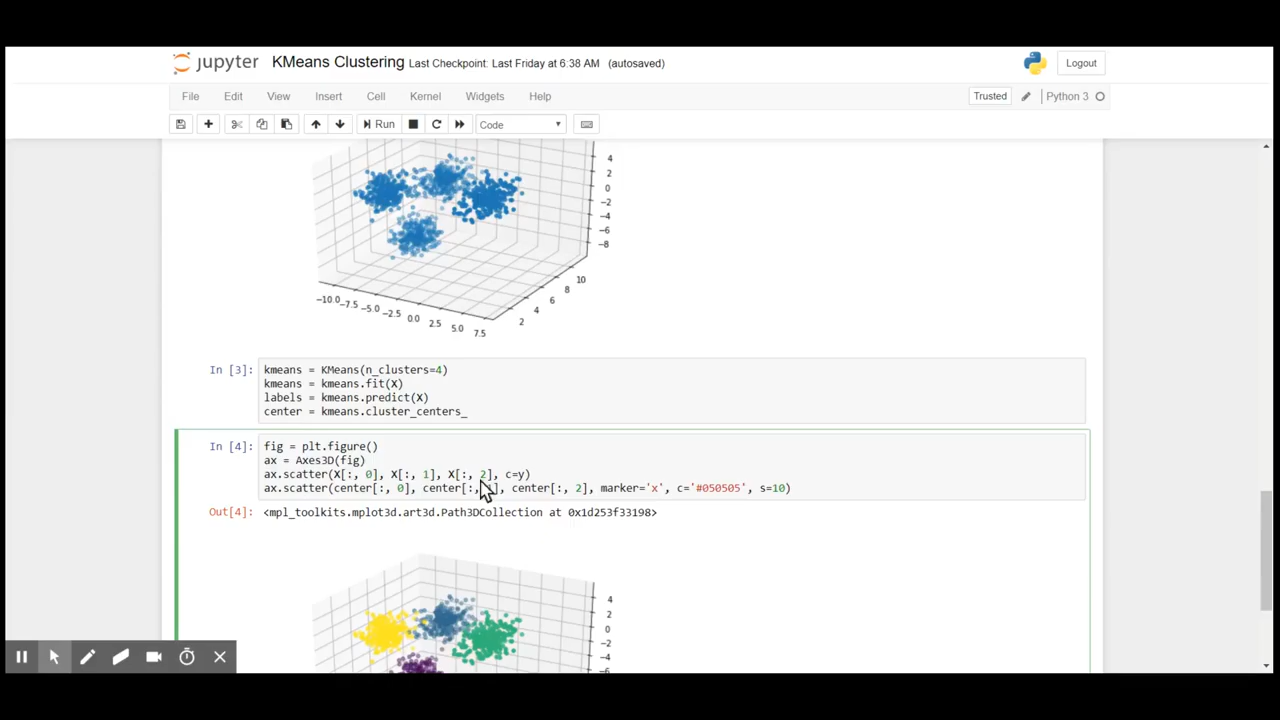 jupyter KMeans Clustering Last Checkpoint: Last Friday at 6:38 AM (autosaved) Logout
File Edit View Insert Cell Kernel Widgets Help Trusted Python 3
Run Code
4
2
0
−2
−4
−6
−8
10
8
6
4
2
−10.0 −7.5 −5.0 −2.5 0.0 2.5 5.0 7.5
In [3]: kmeans = KMeans(n_clusters=4)
kmeans = kmeans.fit(X)
labels = kmeans.predict(X)
center = kmeans.cluster_centers_
In [4]: fig = plt.figure()
ax = Axes3D(fig)
ax.scatter(X[:, 0], X[:, 1], X[:, 2], c=y)
ax.scatter(center[:, 0], center[:, 1], center[:, 2], marker='x', c='#050505', s=10)
Out[4]: <mpl_toolkits.mplot3d.art3d.Path3DCollection at 0x1d253f33198>
4
2
0
−2
−4
−6